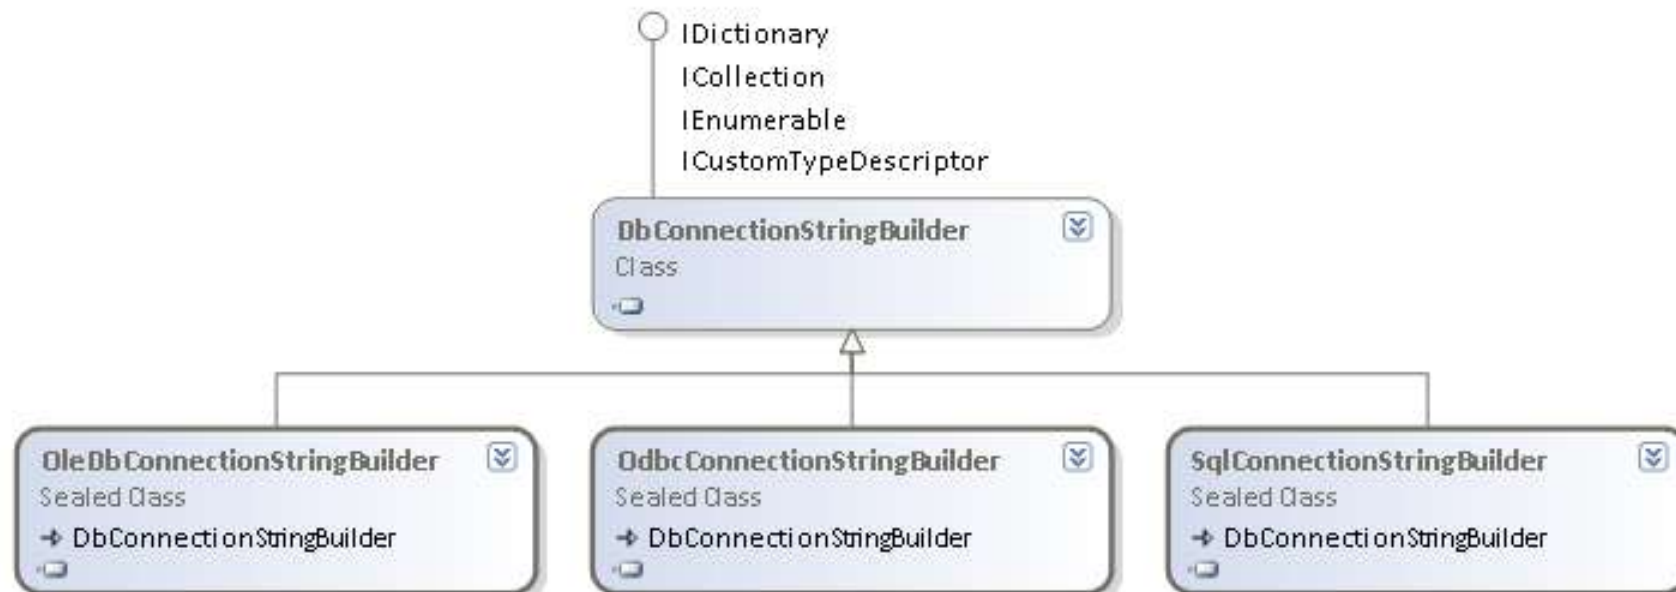 IDictionary
ICollection
IEnumerable
ICustomTypeDescriptor
DbConnectionStringBuilder
Class
OleDbConnectionStringBuilder
Sealed Class
DbConnectionStringBuilder
OdbcConnectionStringBuilder
Sealed Class
DbConnectionStringBuilder
SqlConnectionStringBuilder
Sealed Class
DbConnectionStringBuilder